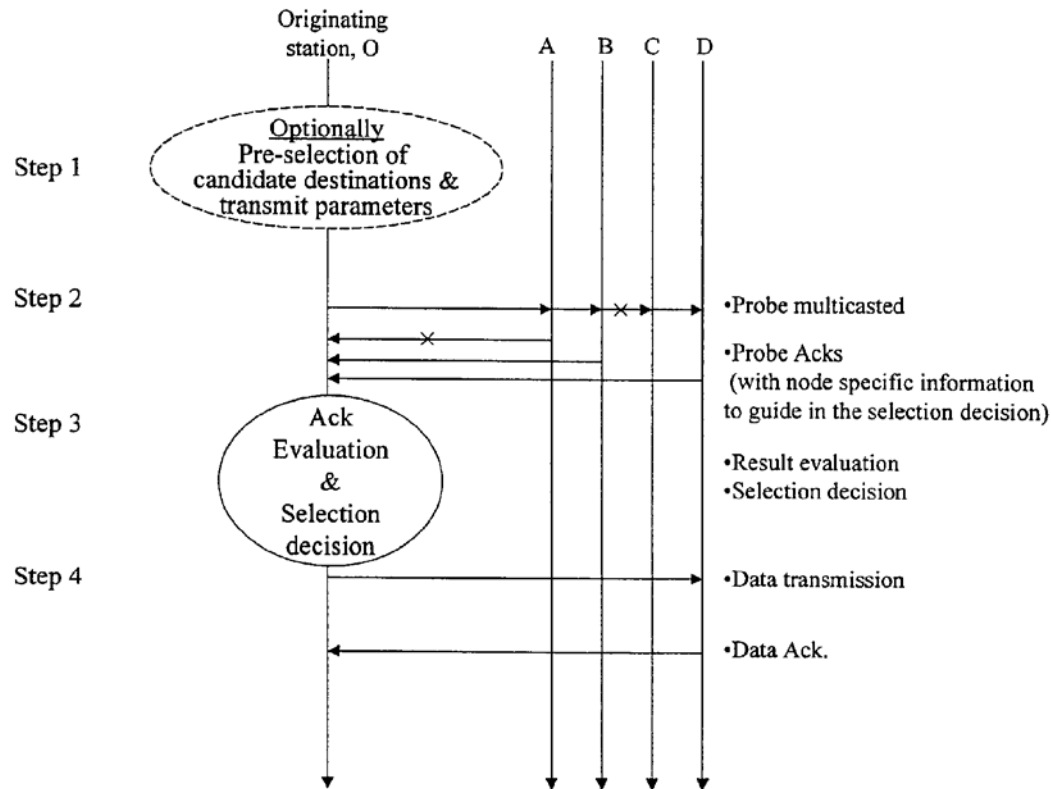 Originating
station, O
A B C D
Step 1
Optionally
Pre-selection of
candidate destinations &
transmit parameters
Step 2
•Probe multicasted
•Probe Acks
(with node specific information
to guide in the selection decision)
Step 3
Ack
Evaluation
&
Selection
decision
•Result evaluation
•Selection decision
Step 4
•Data transmission
•Data Ack.